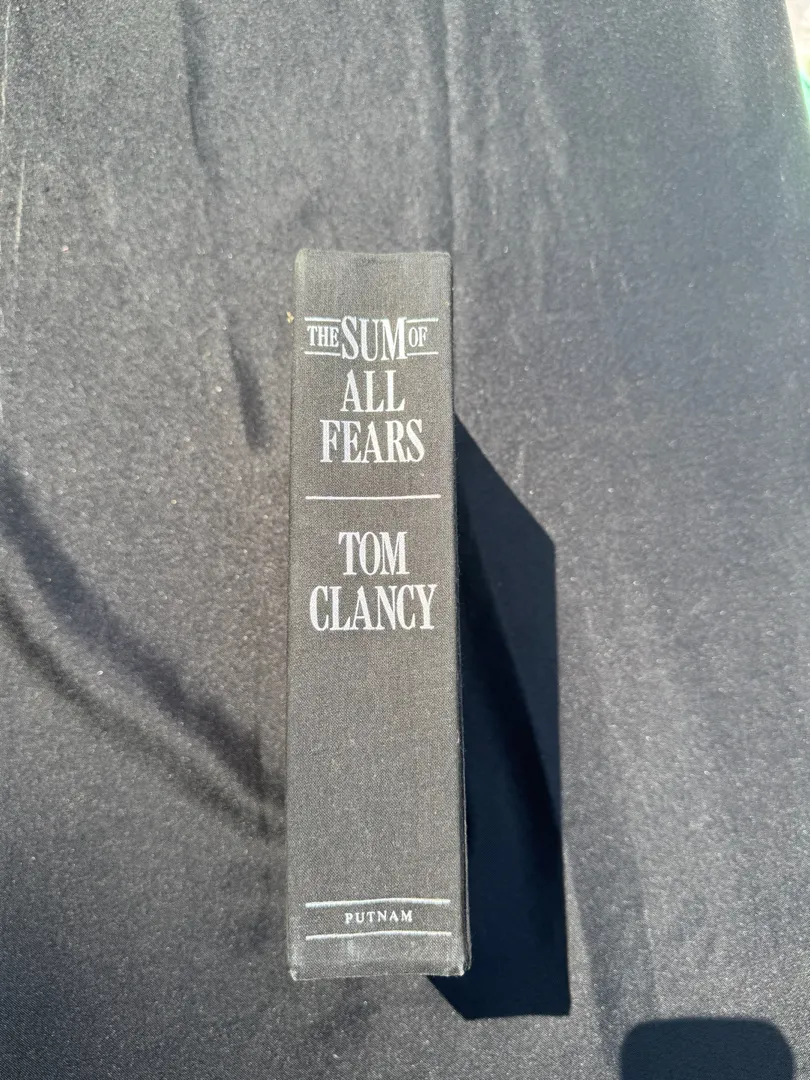 THE SUM OF
ALL
FEARS
TOM
CLANCY
PUTNAM